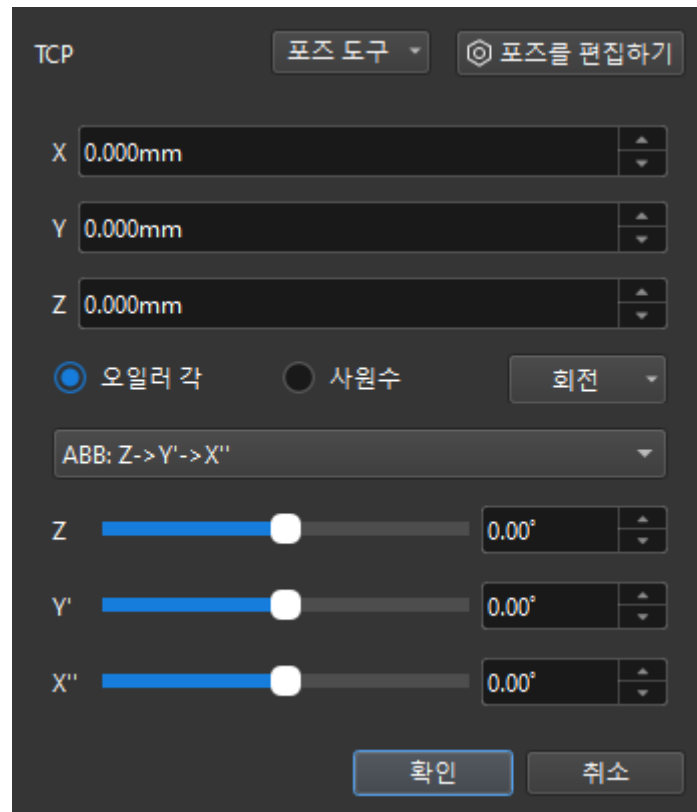 TCP 포즈 도구 포즈를 편집하기
X 0.000mm
Y 0.000mm
Z 0.000mm
오일러 각 사원수 회전
ABB: Z->Y'->X''
Z 0.00°
Y' 0.00°
X'' 0.00°
확인 취소